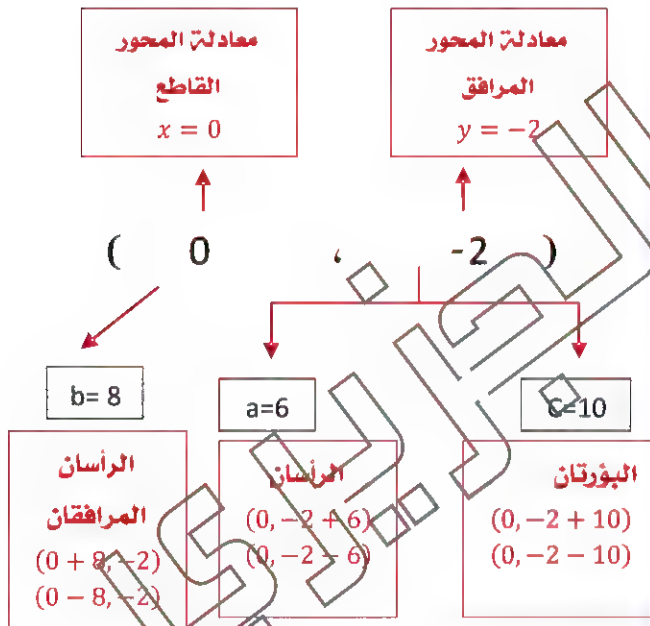 معادلة المحور
القاطع
x = 0
معادلة المحور
المرافق
y = −2
( 0 ، -2 )
b= 8
الرأسان
المرافقان
(0 + 8, −2)
(0 − 8, −2)
a=6
الرأسان
(0, −2 + 6)
(0, −2 − 6)
C=10
البؤرتان
(0, −2 + 10)
(0, −2 − 10)